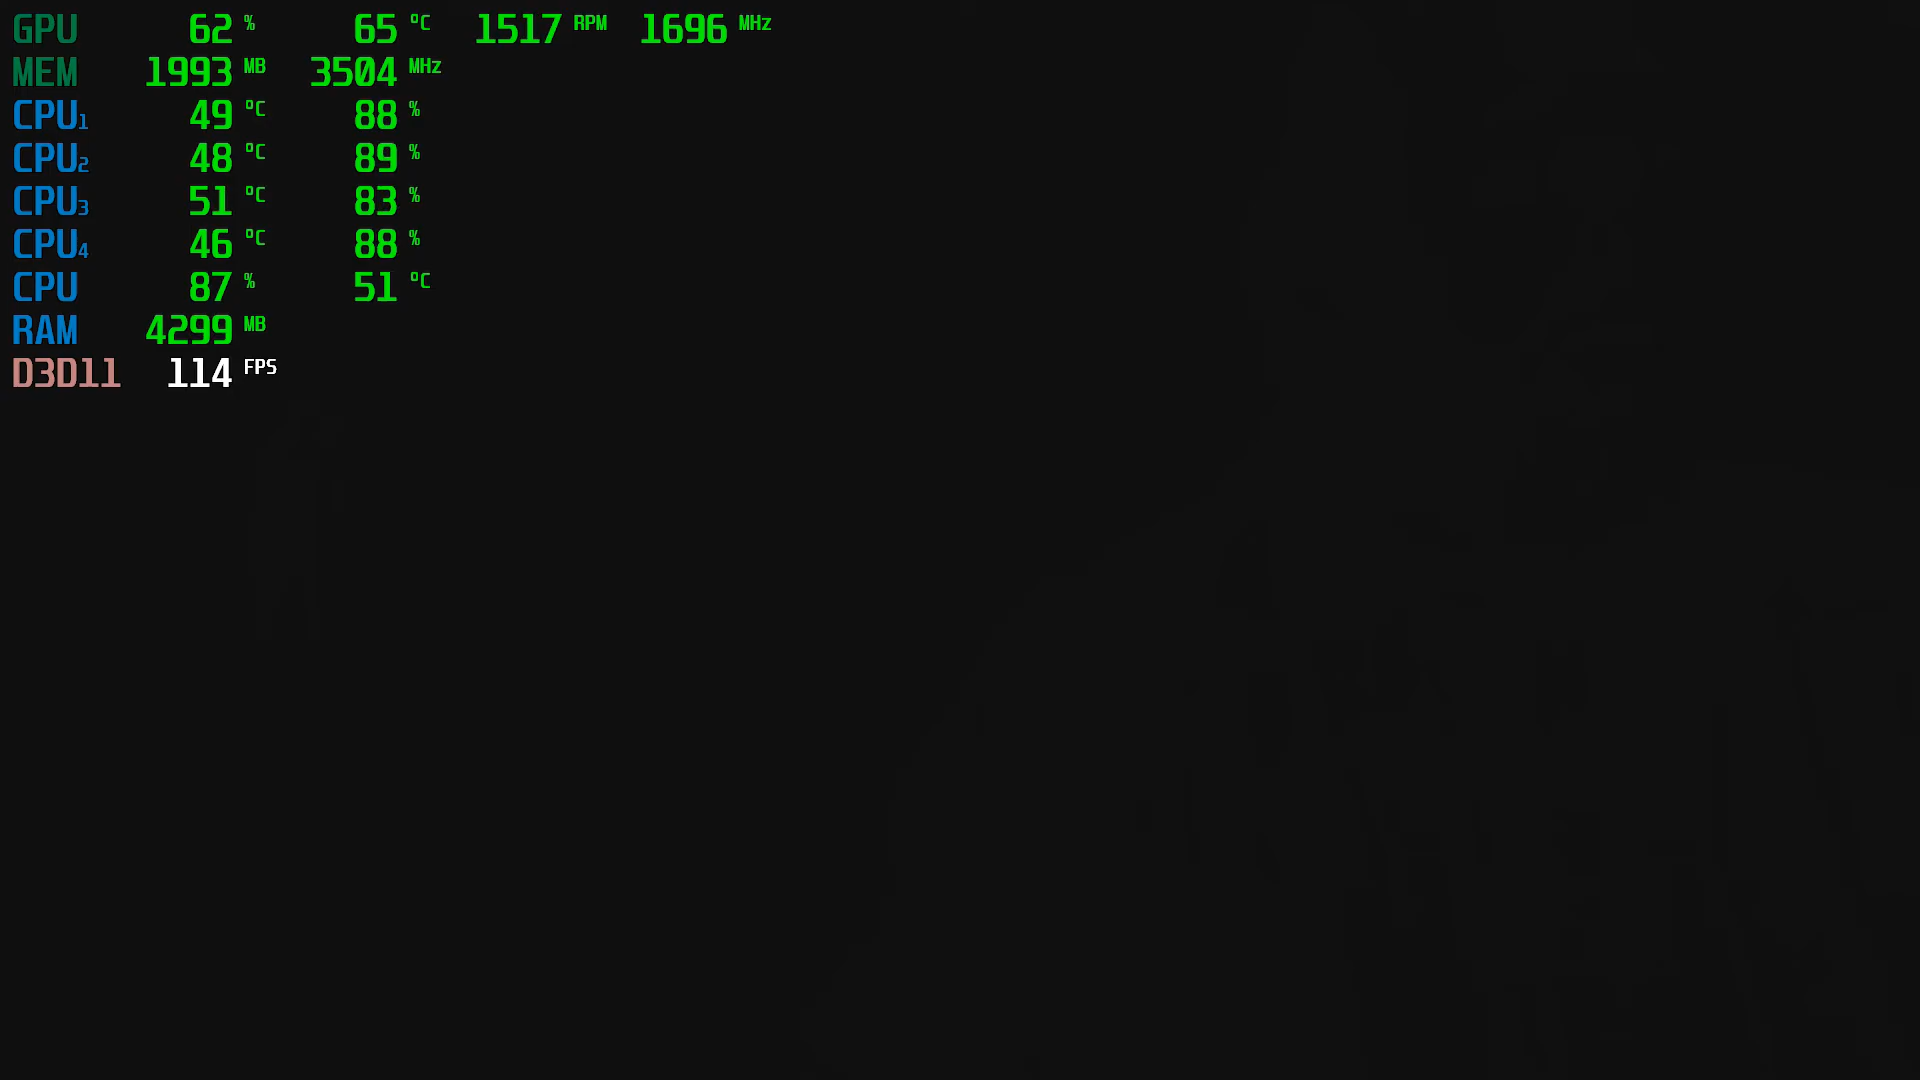 GPU 62 % 65 °C 1517 RPM 1696 MHz
MEM 1993 MB 3504 MHz
CPU1 49 °C 88 %
CPU2 48 °C 89 %
CPU3 51 °C 83 %
CPU4 46 °C 88 %
CPU 87 % 51 °C
RAM 4299 MB
D3D11 114 FPS